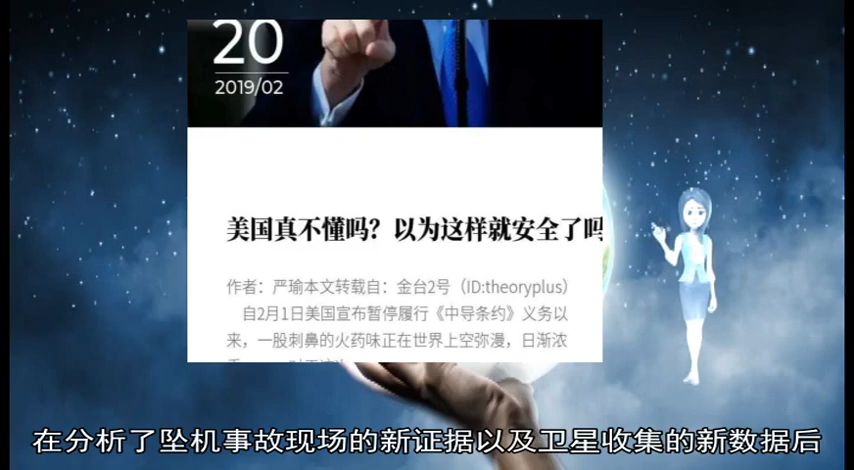 20
2019/02
美国真不懂吗？以为这样就安全了吗
作者：严瑜本文转载自：金台2号（ID:theoryplus）
自2月1日美国宣布暂停履行《中导条约》义务以
来，一股刺鼻的火药味正在世界上空弥漫，日渐浓
在分析了坠机事故现场的新证据以及卫星收集的新数据后